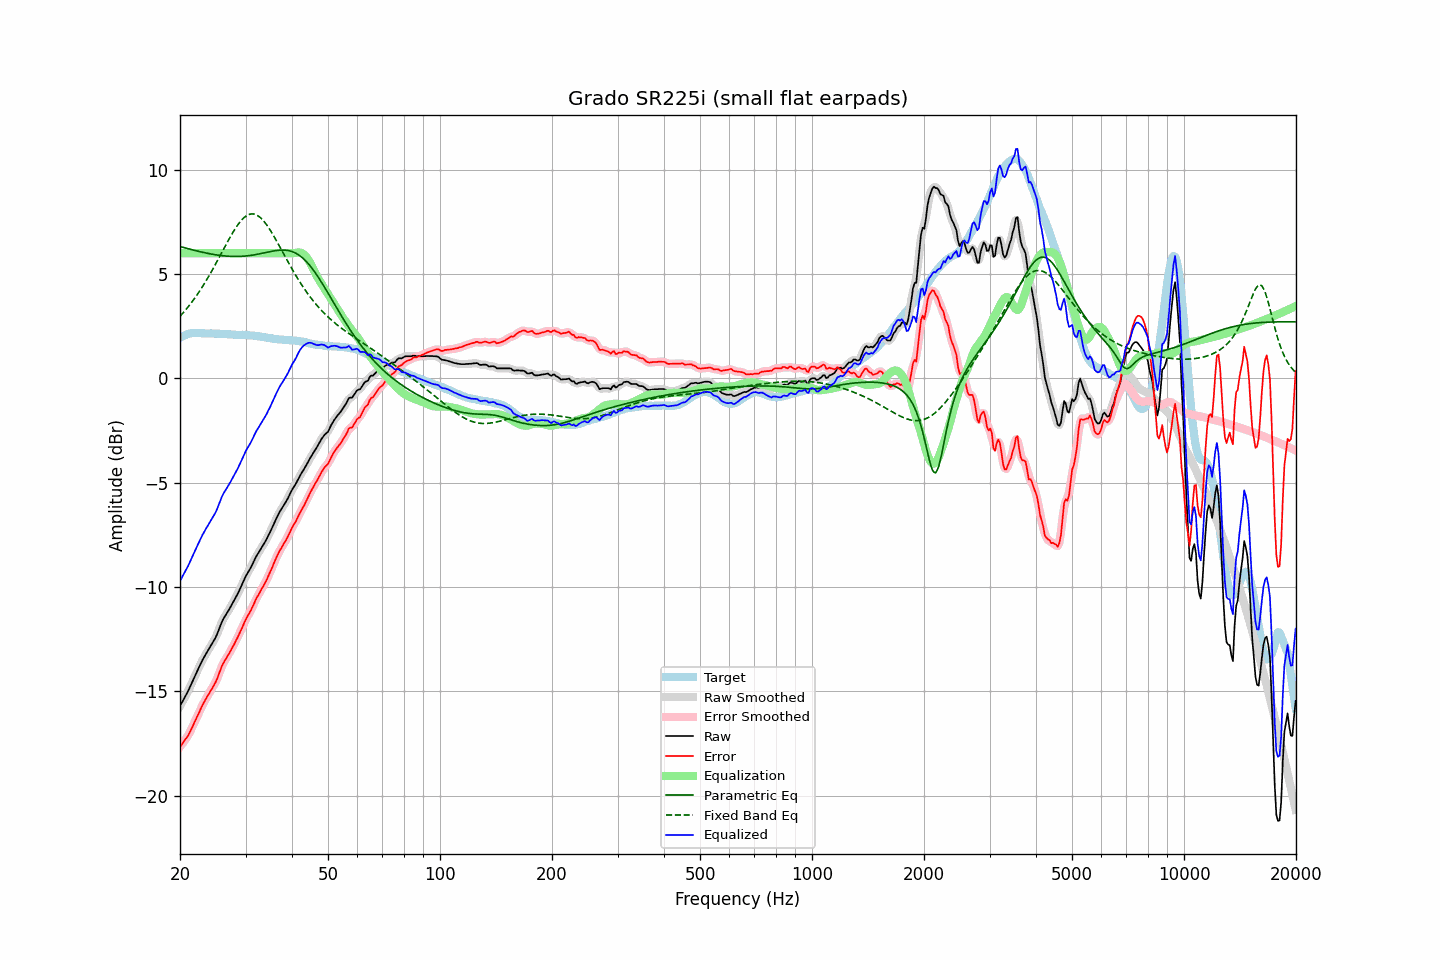 Grado SR225i (small flat earpads)
Amplitude (dBr)
10
5
0
−5
−10
−15
−20
Target
Raw Smoothed
Error Smoothed
Raw
Error
Equalization
Parametric Eq
Fixed Band Eq
Equalized
20 50 100 200 500 1000 2000 5000 10000 20000
Frequency (Hz)